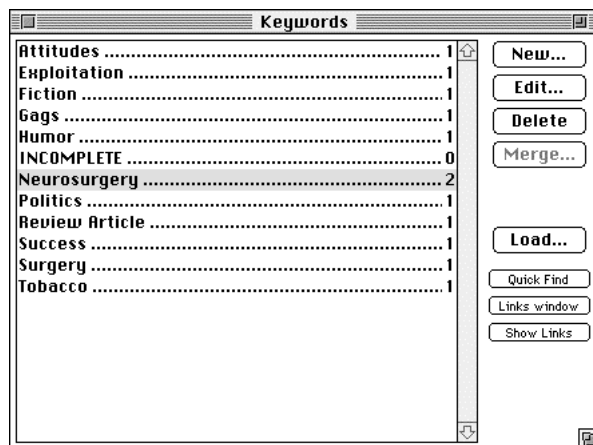 Keywords
Attitudes ........................................................... 1
Exploitation ........................................................ 1
Fiction ............................................................. 1
Gags ................................................................ 1
Humor ............................................................... 1
INCOMPLETE .......................................................... 0
Neurosurgery ........................................................ 2
Politics ............................................................ 1
Review Article ...................................................... 1
Success ............................................................. 1
Surgery ............................................................. 1
Tobacco ............................................................. 1
New...
Edit...
Delete
Merge...
Load...
Quick Find
Links window
Show Links